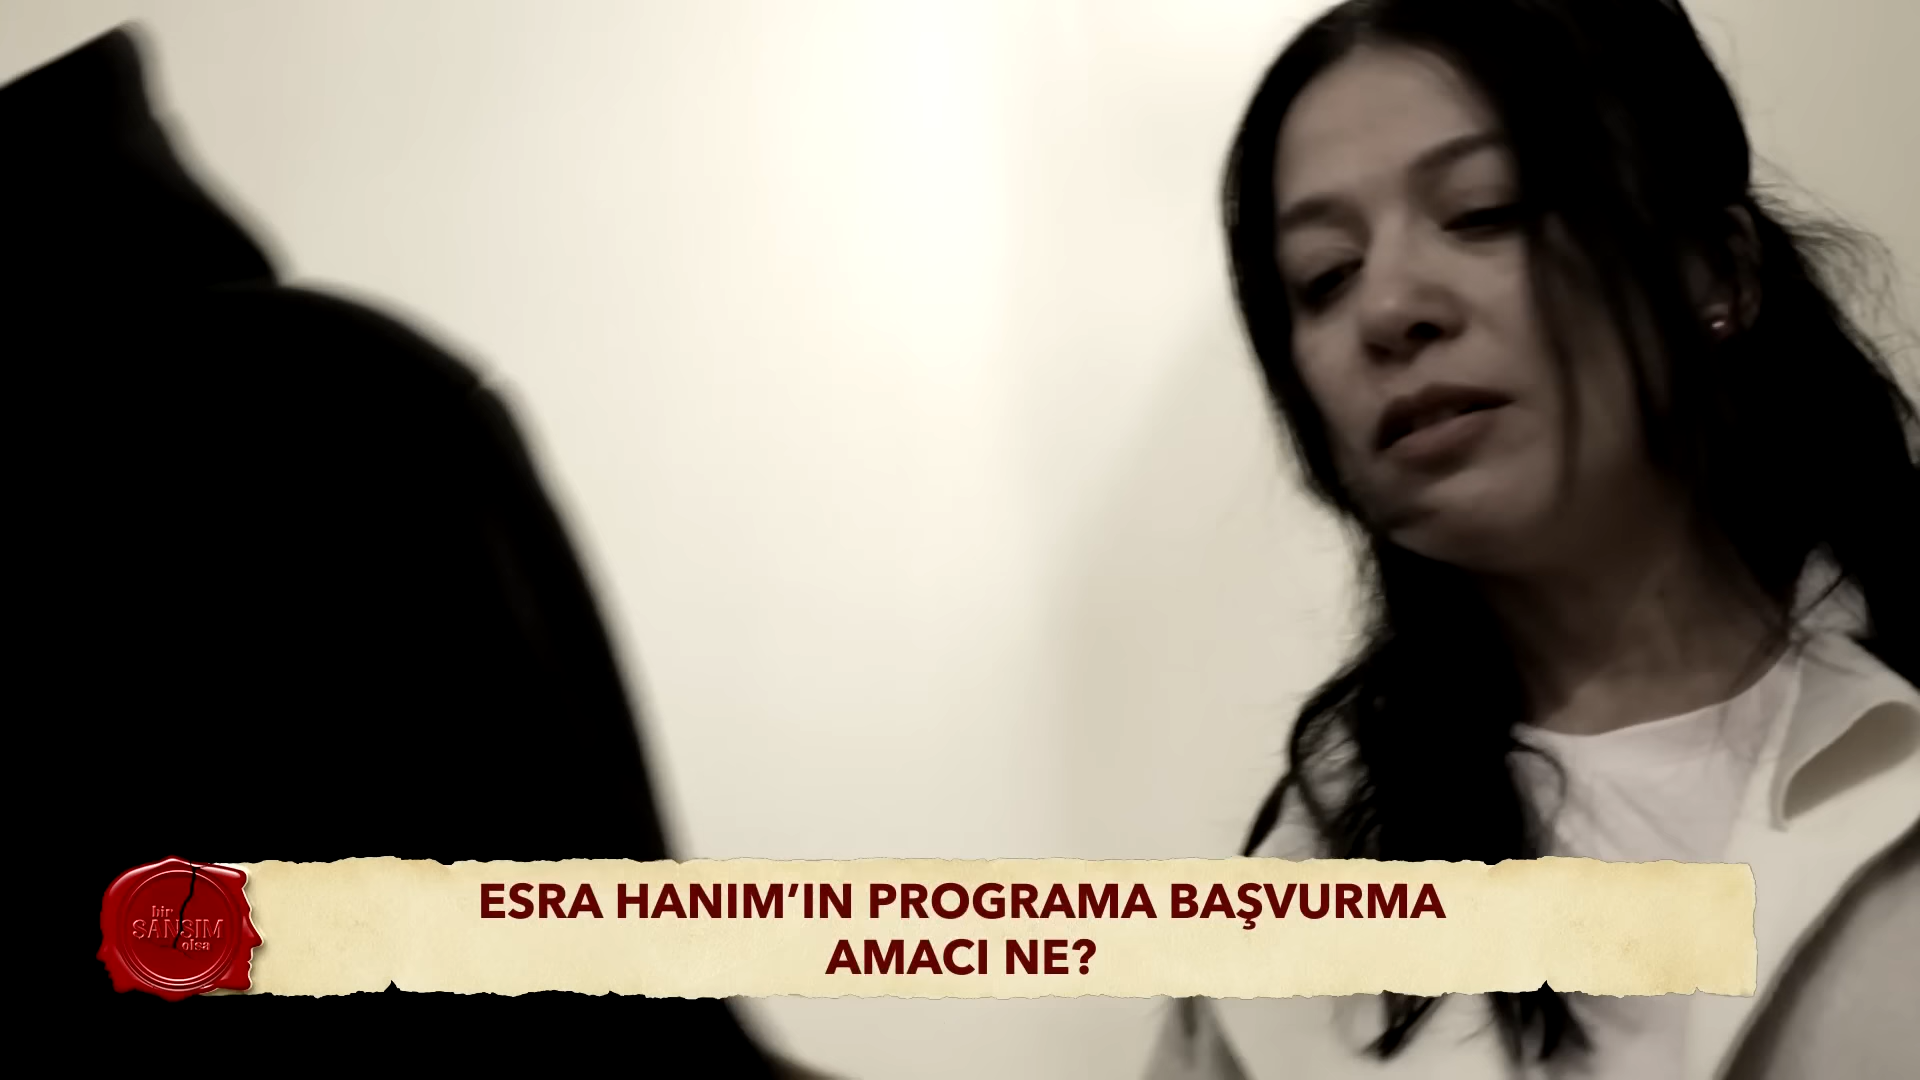 ESRA HANIM’IN PROGRAMA BAŞVURMA
AMACI NE?
bir
ŞANSIM
olsa